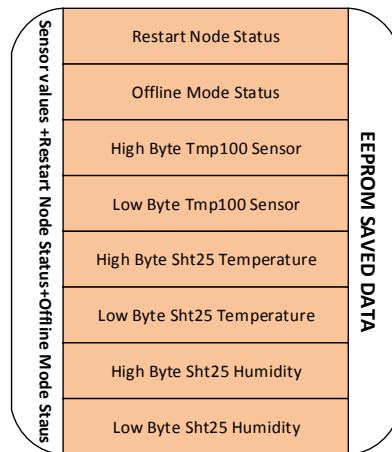 Sensor values +Restart Node Status+Offline Mode Staus
Restart Node Status
Offline Mode Status
High Byte Tmp100 Sensor
Low Byte Tmp100 Sensor
High Byte Sht25 Temperature
Low Byte Sht25 Temperature
High Byte Sht25 Humidity
Low Byte Sht25 Humidity
EEPROM SAVED DATA